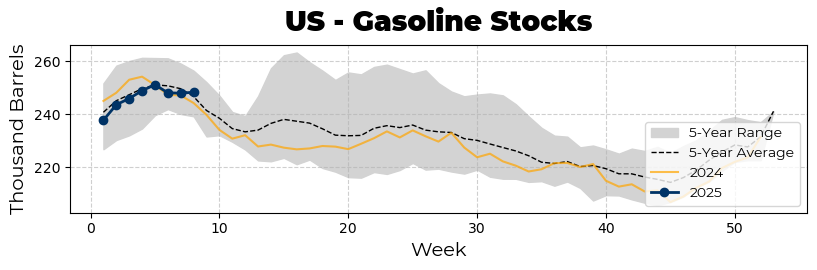 US - Gasoline Stocks
Thousand Barrels
260
240
220
0
10
20
30
40
50
Week
5-Year Range
5-Year Average
2024
2025